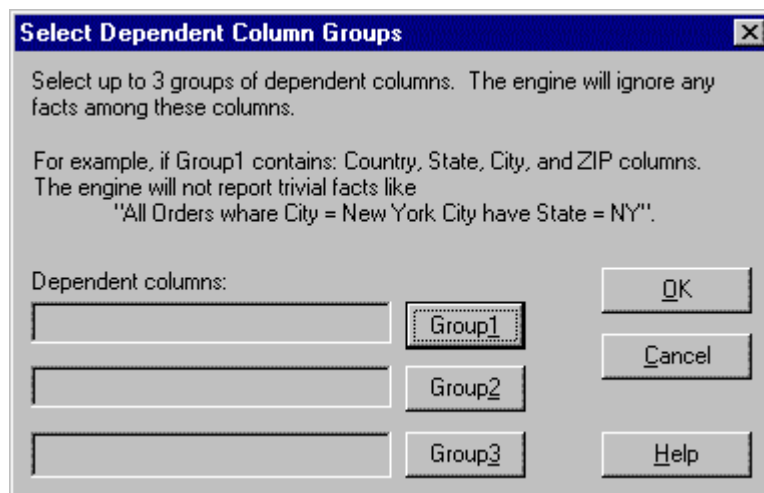 Select Dependent Column Groups
Select up to 3 groups of dependent columns. The engine will ignore any
facts among these columns.
For example, if Group1 contains: Country, State, City, and ZIP columns.
The engine will not report trivial facts like
"All Orders whare City = New York City have State = NY".
Dependent columns:
Group1
Group2
Group3
OK
Cancel
Help